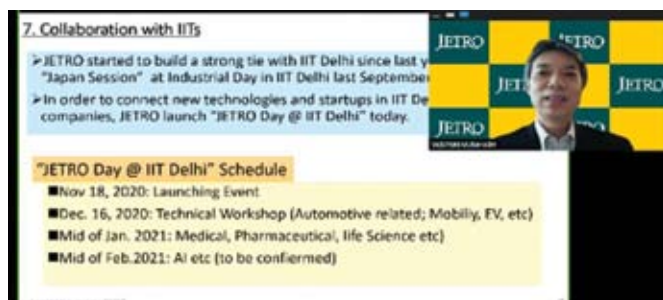 7. Collaboration with IITs
➤JETRO started to build a strong tie with IIT Delhi since last y
"Japan Session" at Industrial Day in IIT Delhi last September
➤In order to connect new technologies and startups in IIT De
companies, JETRO launch "JETRO Day @ IIT Delhi" today.
"JETRO Day @ IIT Delhi" Schedule
■Nov 18, 2020: Launching Event
■Dec. 16, 2020: Technical Workshop (Automotive related; Mobiliy, EV, etc)
■Mid of Jan. 2021: Medical, Pharmaceutical, life Science etc)
■Mid of Feb.2021: AI etc (to be confiermed)
JETRO
JETRO
JET
JETRO
JETRO